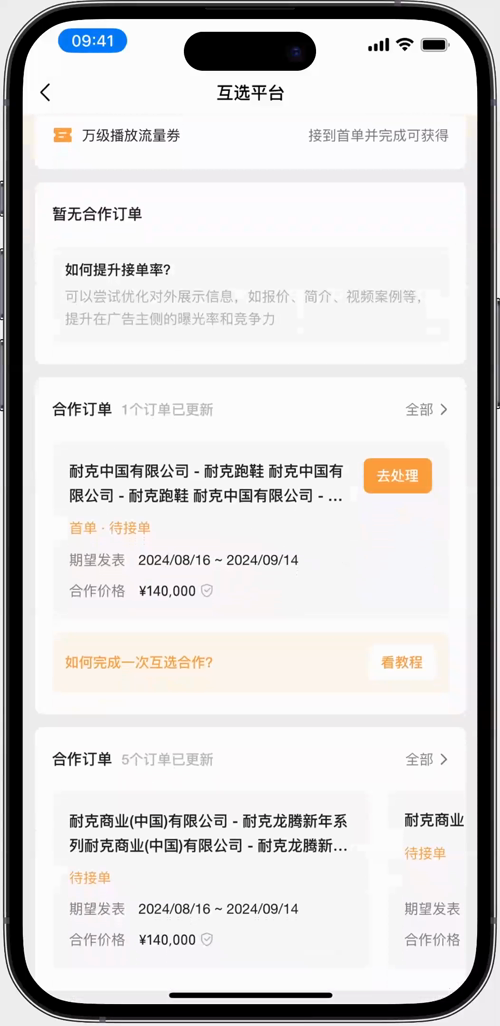 09:41
互选平台
万级播放流量券 接到首单并完成可获得
暂无合作订单
如何提升接单率?
可以尝试优化对外展示信息，如报价、简介、视频案例等，
提升在广告主侧的曝光率和竞争力
合作订单 1个订单已更新 全部
耐克中国有限公司 - 耐克跑鞋 耐克中国有
限公司 - 耐克跑鞋 耐克中国有限公司 - ...
去处理
首单 · 待接单
期望发表 2024/08/16 ~ 2024/09/14
合作价格 ¥140,000
如何完成一次互选合作? 看教程
合作订单 5个订单已更新 全部
耐克商业(中国)有限公司 - 耐克龙腾新年系
列耐克商业(中国)有限公司 - 耐克龙腾新...
待接单
期望发表 2024/08/16 ~ 2024/09/14
合作价格 ¥140,000
耐克商业
待接单
期望发表
合作价格